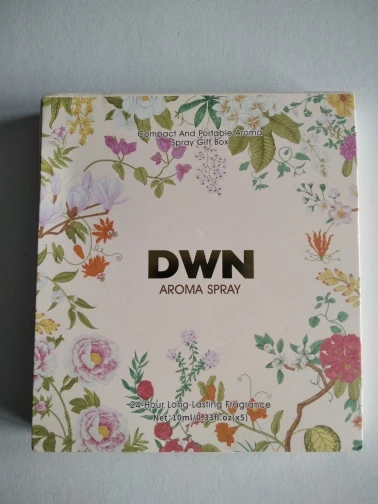 Compact And Portable Aroma
Spray Gift Box
DWN
AROMA SPRAY
24-Hour Long Lasting Fragrance
Net: 10ml/0.33fl.oz(x5)